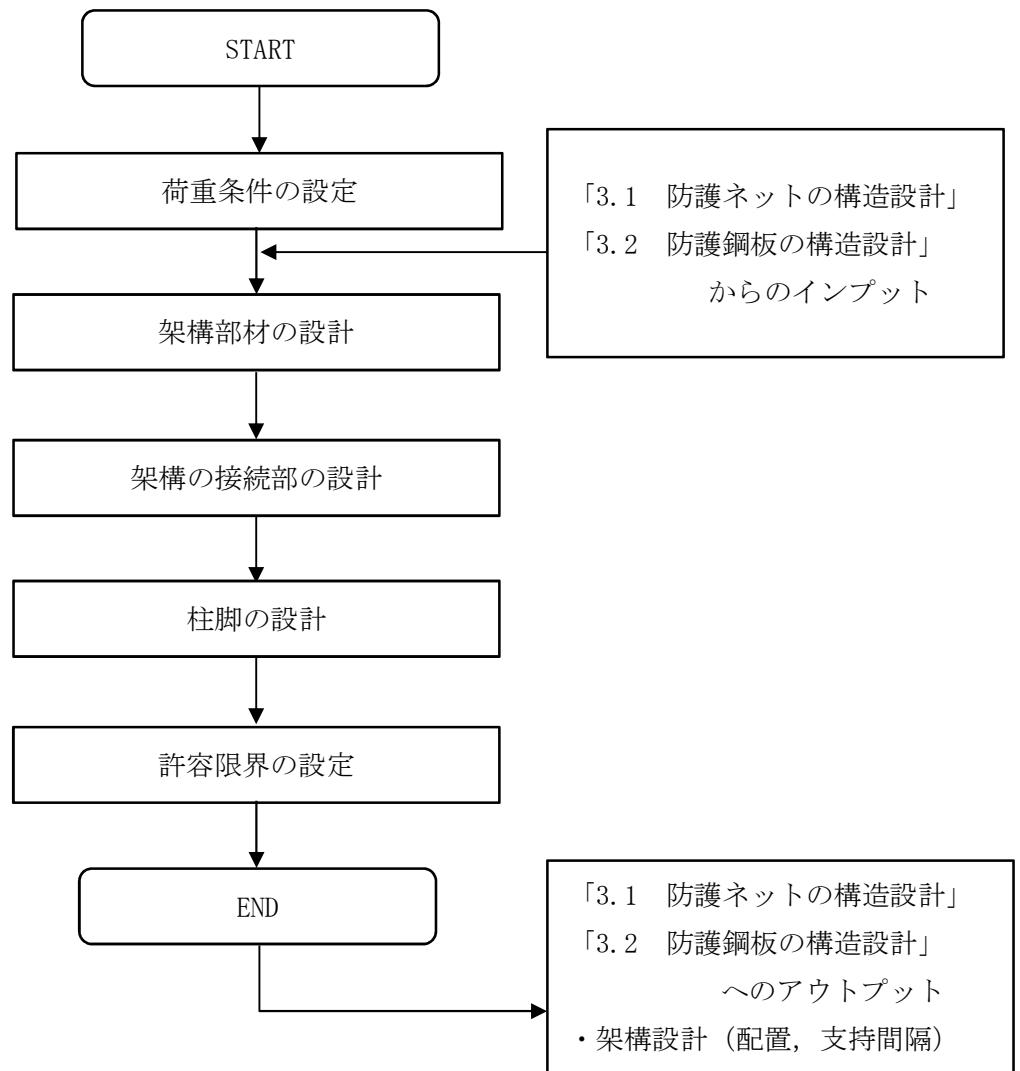 START
荷重条件の設定
「3.1　防護ネットの構造設計」
「3.2　防護鋼板の構造設計」
からのインプット
架構部材の設計
架構の接続部の設計
柱脚の設計
許容限界の設定
END
「3.1　防護ネットの構造設計」
「3.2　防護鋼板の構造設計」
へのアウトプット
・架構設計（配置，支持間隔）